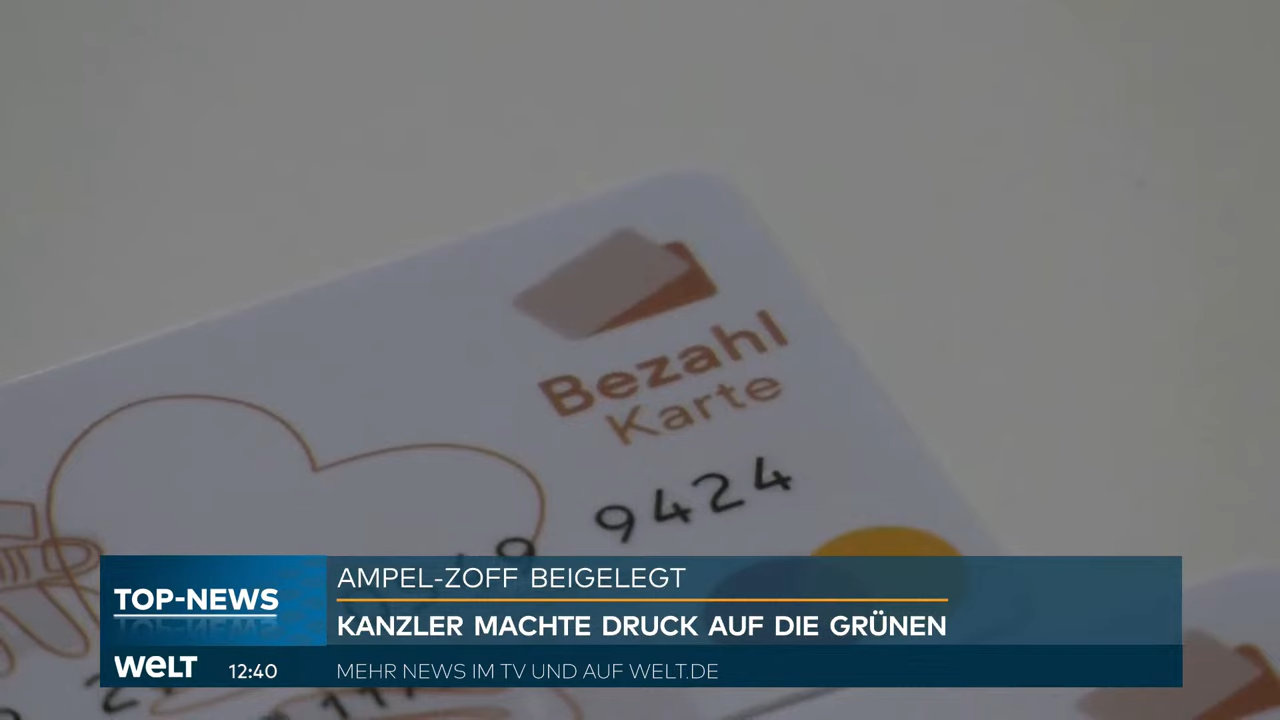 Bezahl
Karte
9424
AMPEL-ZOFF BEIGELEGT
TOP-NEWS
KANZLER MACHTE DRUCK AUF DIE GRÜNEN
WELT
12:40
MEHR NEWS IM TV UND AUF WELT.DE